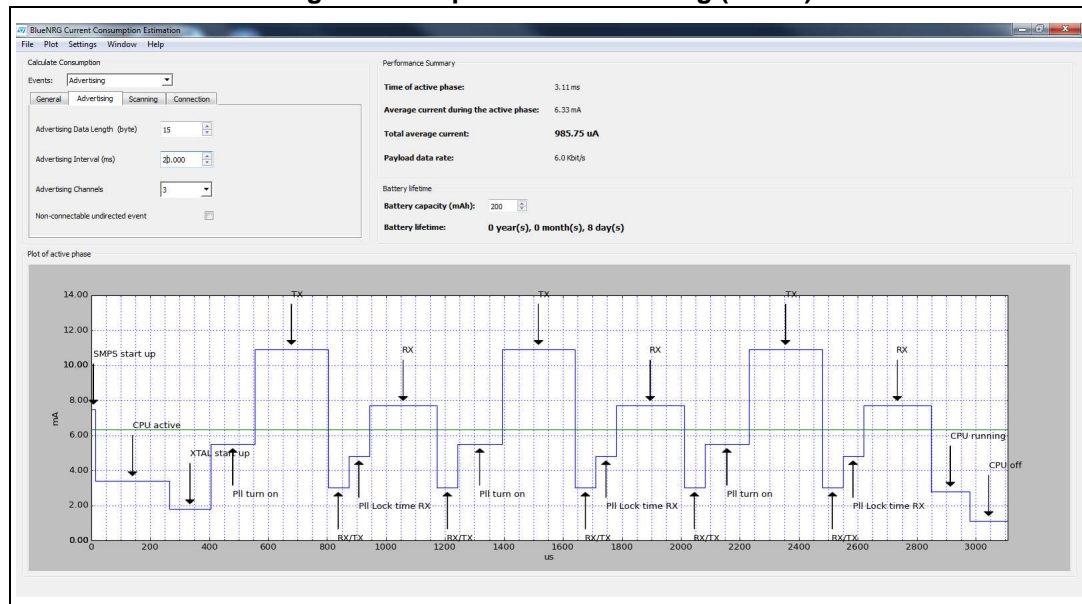 BlueNRG Current Consumption Estimation
File Plot Settings Window Help
Calculate Consumption
Events: Advertising
General Advertising Scanning Connection
Advertising Data Length (byte) 15
Advertising Interval (ms) 20.000
Advertising Channels 3
Non-connectable undirected event
Performance Summary
Time of active phase: 3.11 ms
Average current during the active phase: 6.33 mA
Total average current: 985.75 uA
Payload data rate: 6.0 Kbit/s
Battery lifetime
Battery capacity (mAh): 200
Battery lifetime: 0 year(s), 0 month(s), 8 day(s)
Plot of active phase
14.00
12.00
10.00
8.00
6.00
4.00
2.00
0.00
mA
SMPS start up
CPU active
XTAL start up
Pll turn on
TX
RX/TX
Pll Lock time RX
RX
RX/TX
Pll turn on
TX
RX/TX
Pll Lock time RX
RX
RX/TX
Pll turn on
TX
RX/TX
Pll Lock time RX
RX
CPU running
CPU off
0 200 400 600 800 1000 1200 1400 1600 1800 2000 2200 2400 2600 2800 3000
us